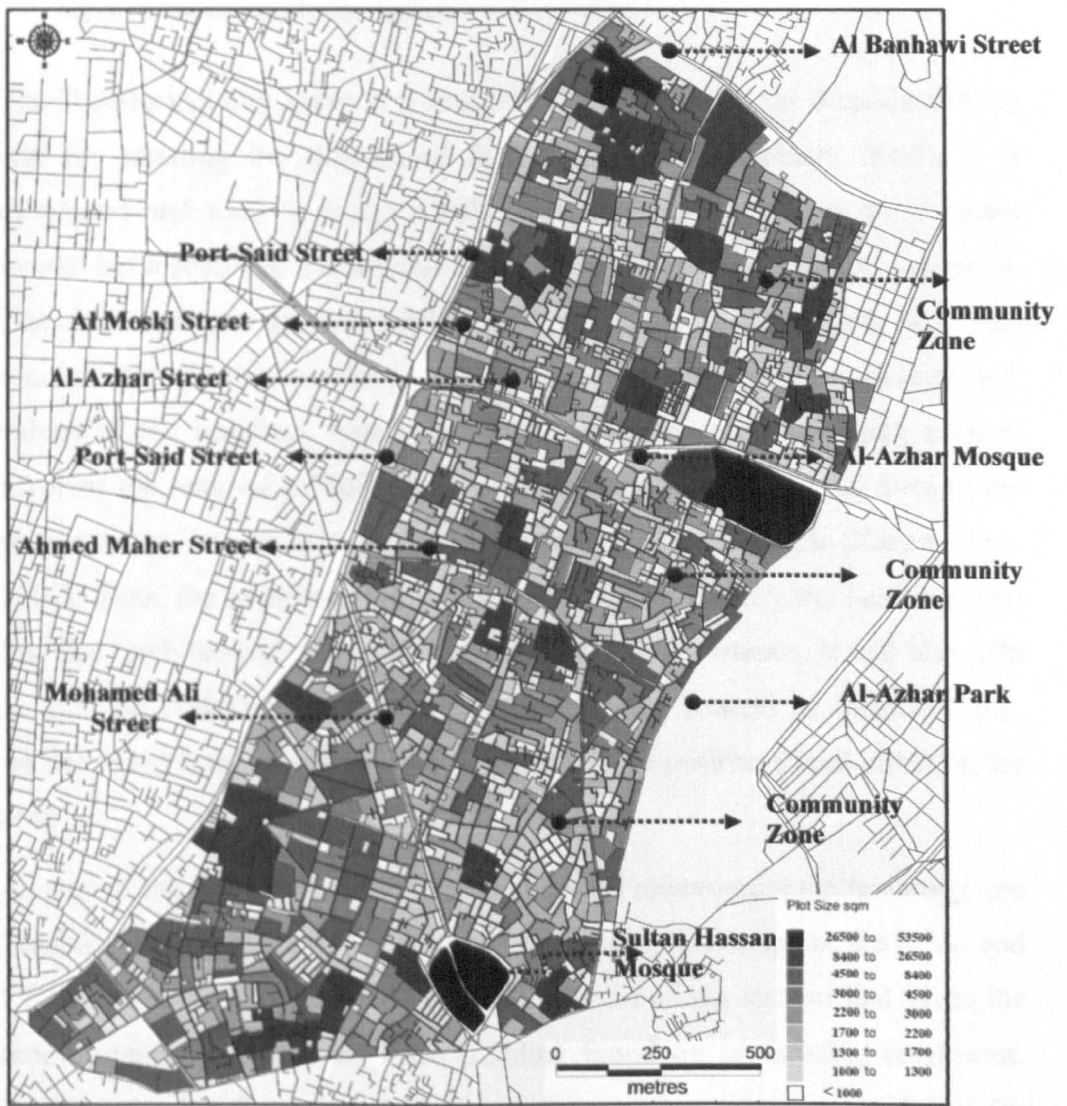 Al Banhawi Street
Port-Said Street
Community
Zone
Al Moski Street
Al-Azhar Street
Port-Said Street
Al-Azhar Mosque
Ahmed Maher Street
Community
Zone
Mohamed Ali
Street
Al-Azhar Park
Community
Zone
Sultan Hassan
Mosque
Plot Size sqm
26500 to 53500
8400 to 26500
4500 to 8400
3000 to 4500
2200 to 3000
1700 to 2200
1300 to 1700
1000 to 1300
<1000
0 250 500
metres